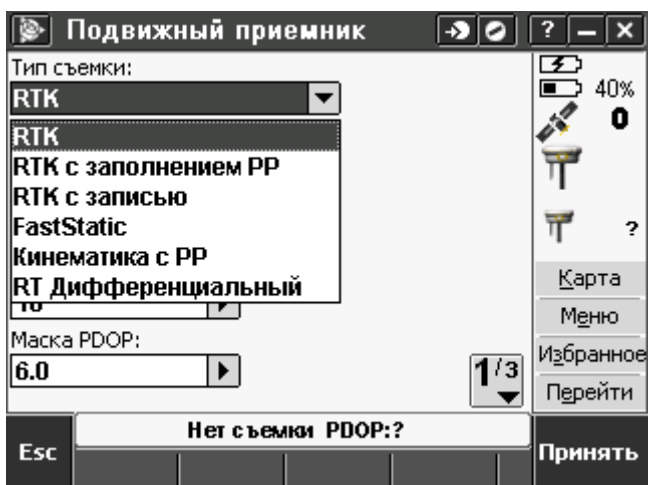 Подвижный приемник ? – x
Тип съемки:
RTK
RTK
RTK с заполнением PP
RTK с записью
FastStatic
Кинематика с PP
RT Дифференциальный
Маска PDOP:
6.0
1/3
40%
0
?
Карта
Меню
Избранное
Перейти
Esc
Нет съемки PDOP:?
Принять